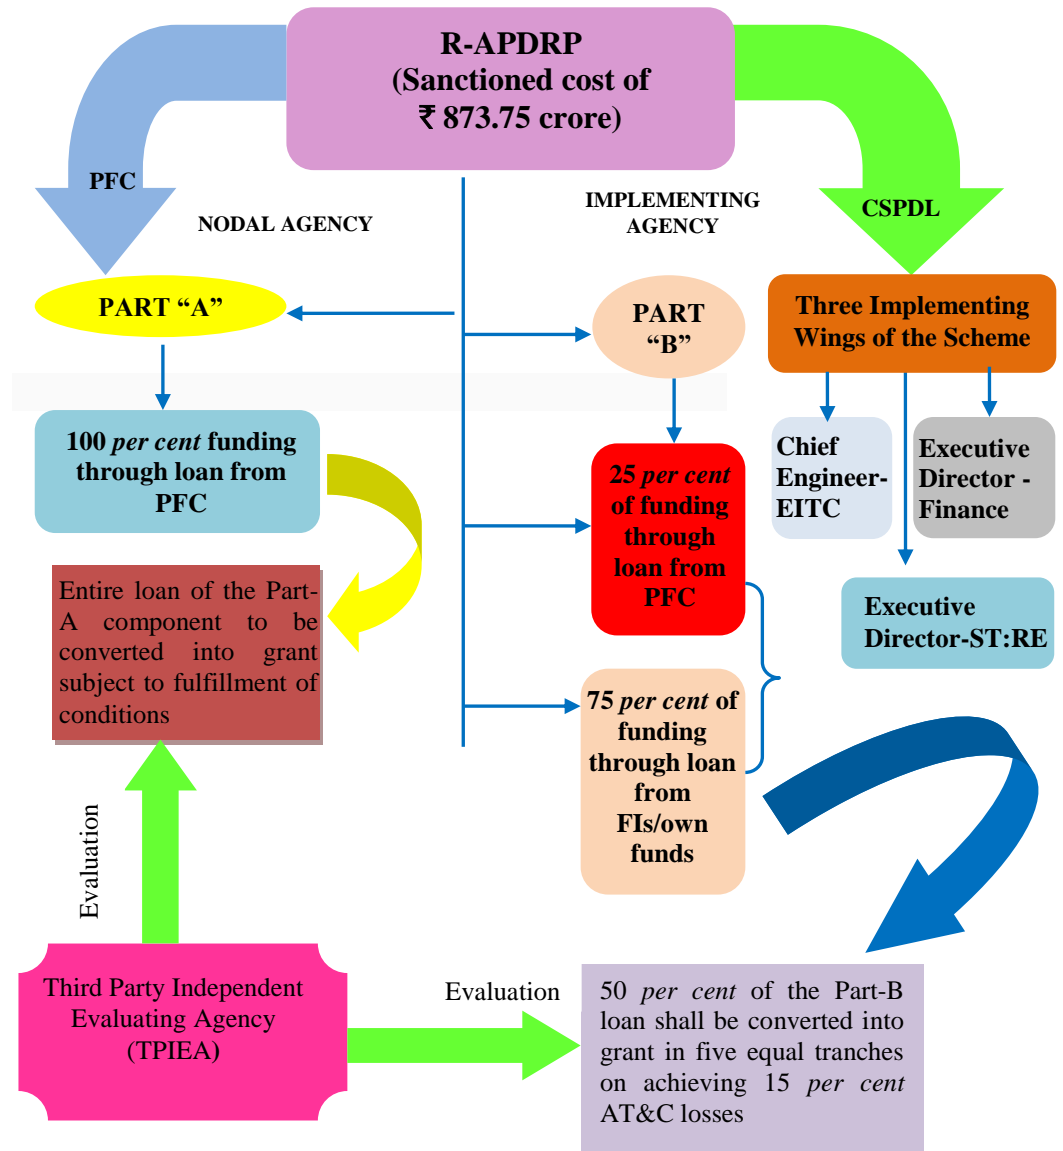 R-APDRP
(Sanctioned cost of
₹ 873.75 crore)
PFC
NODAL AGENCY
IMPLEMENTING
AGENCY
CSPDL
PART “A”
PART
“B”
Three Implementing
Wings of the Scheme
100 per cent funding
through loan from
PFC
25 per cent
of funding
through
loan from
PFC
Chief
Engineer-
EITC
Executive
Director -
Finance
Executive
Director-ST:RE
Entire loan of the Part-
A component to be
converted into grant
subject to fulfillment of
conditions
75 per cent of
funding
through loan
from
FIs/own
funds
Evaluation
Third Party Independent
Evaluating Agency
(TPIEA)
Evaluation
50 per cent of the Part-B
loan shall be converted into
grant in five equal tranches
on achieving 15 per cent
AT&C losses